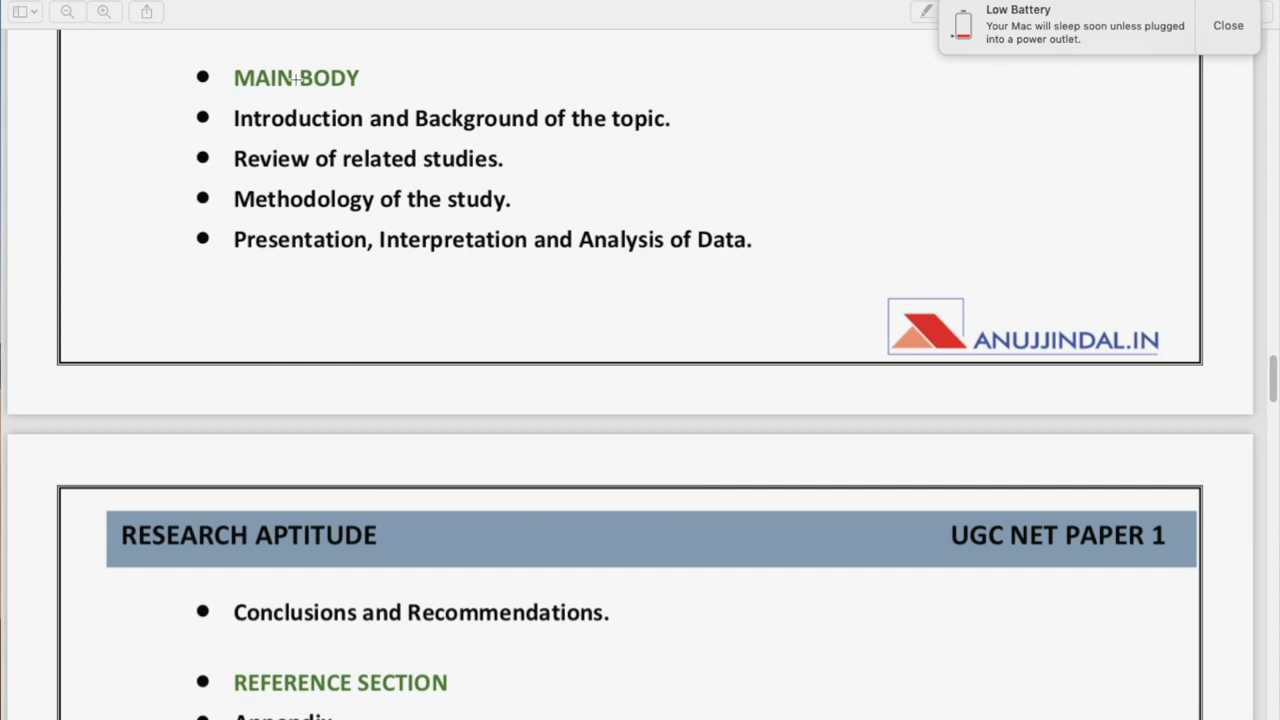 Low Battery
Your Mac will sleep soon unless plugged
into a power outlet.
Close
MAIN BODY
Introduction and Background of the topic.
Review of related studies.
Methodology of the study.
Presentation, Interpretation and Analysis of Data.
ANUJJINDAL.IN
RESEARCH APTITUDE UGC NET PAPER 1
Conclusions and Recommendations.
REFERENCE SECTION
Appendix